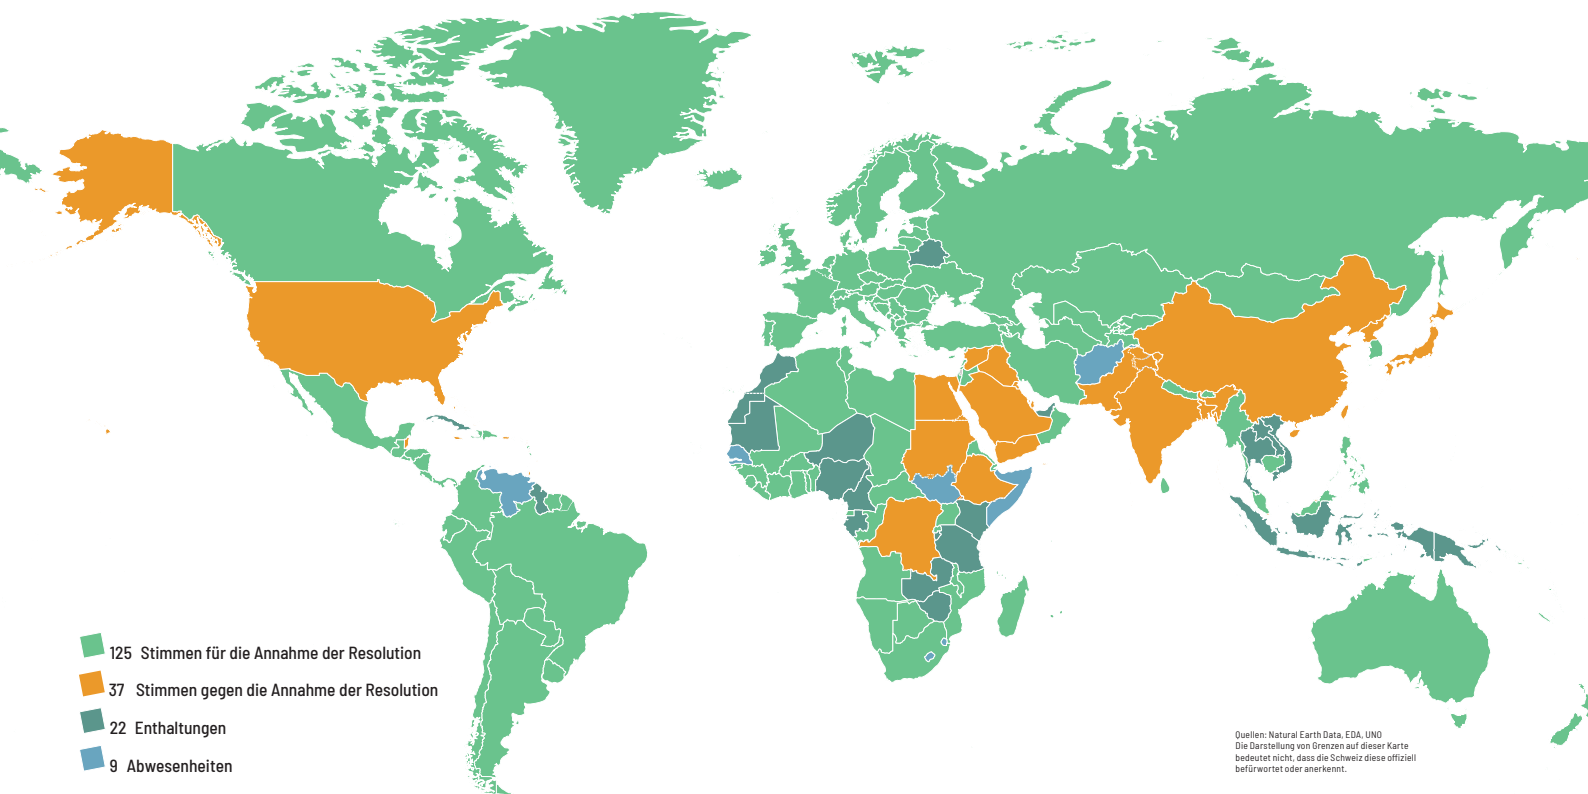 125 Stimmen für die Annahme der Resolution
37 Stimmen gegen die Annahme der Resolution
22 Enthaltungen
9 Abwesenheiten
Quellen: Natural Earth Data, EDA, UNO
Die Darstellung von Grenzen auf dieser Karte
bedeutet nicht, dass die Schweiz diese offiziell
befürwortet oder anerkennt.